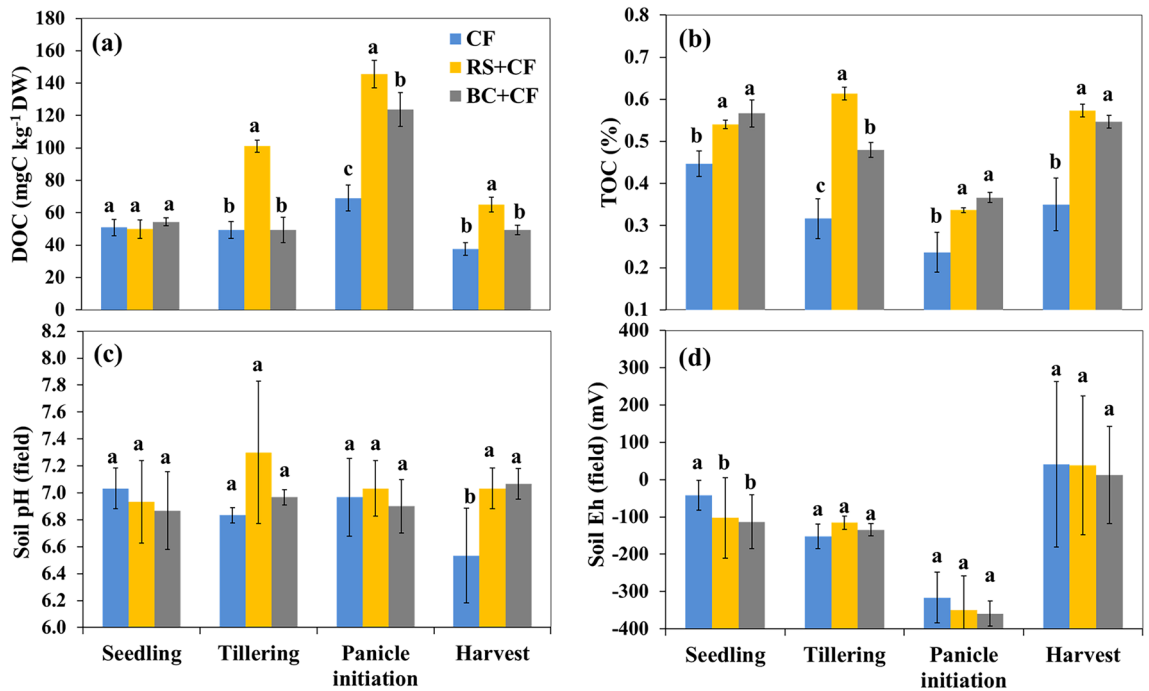 (a)
DOC (mgC kg-1 DW)
180
160
140
120
100
80
60
40
20
0
CF
RS+CF
BC+CF
a a a
b a b
c a b
b a b
(b)
TOC (%)
0.8
0.7
0.6
0.5
0.4
0.3
0.2
0.1
b a a
c a b
b a a
b a a
(c)
Soil pH (field)
8.2
8.0
7.8
7.6
7.4
7.2
7.0
6.8
6.6
6.4
6.2
6.0
a a a
a a a
a a a
b a a
Seedling Tillering Panicle Harvest
initiation
(d)
Soil Eh (field) (mV)
400
300
200
100
0
-100
-200
-300
-400
a b b
a a a
a a a
a a a
Seedling Tillering Panicle Harvest
initiation